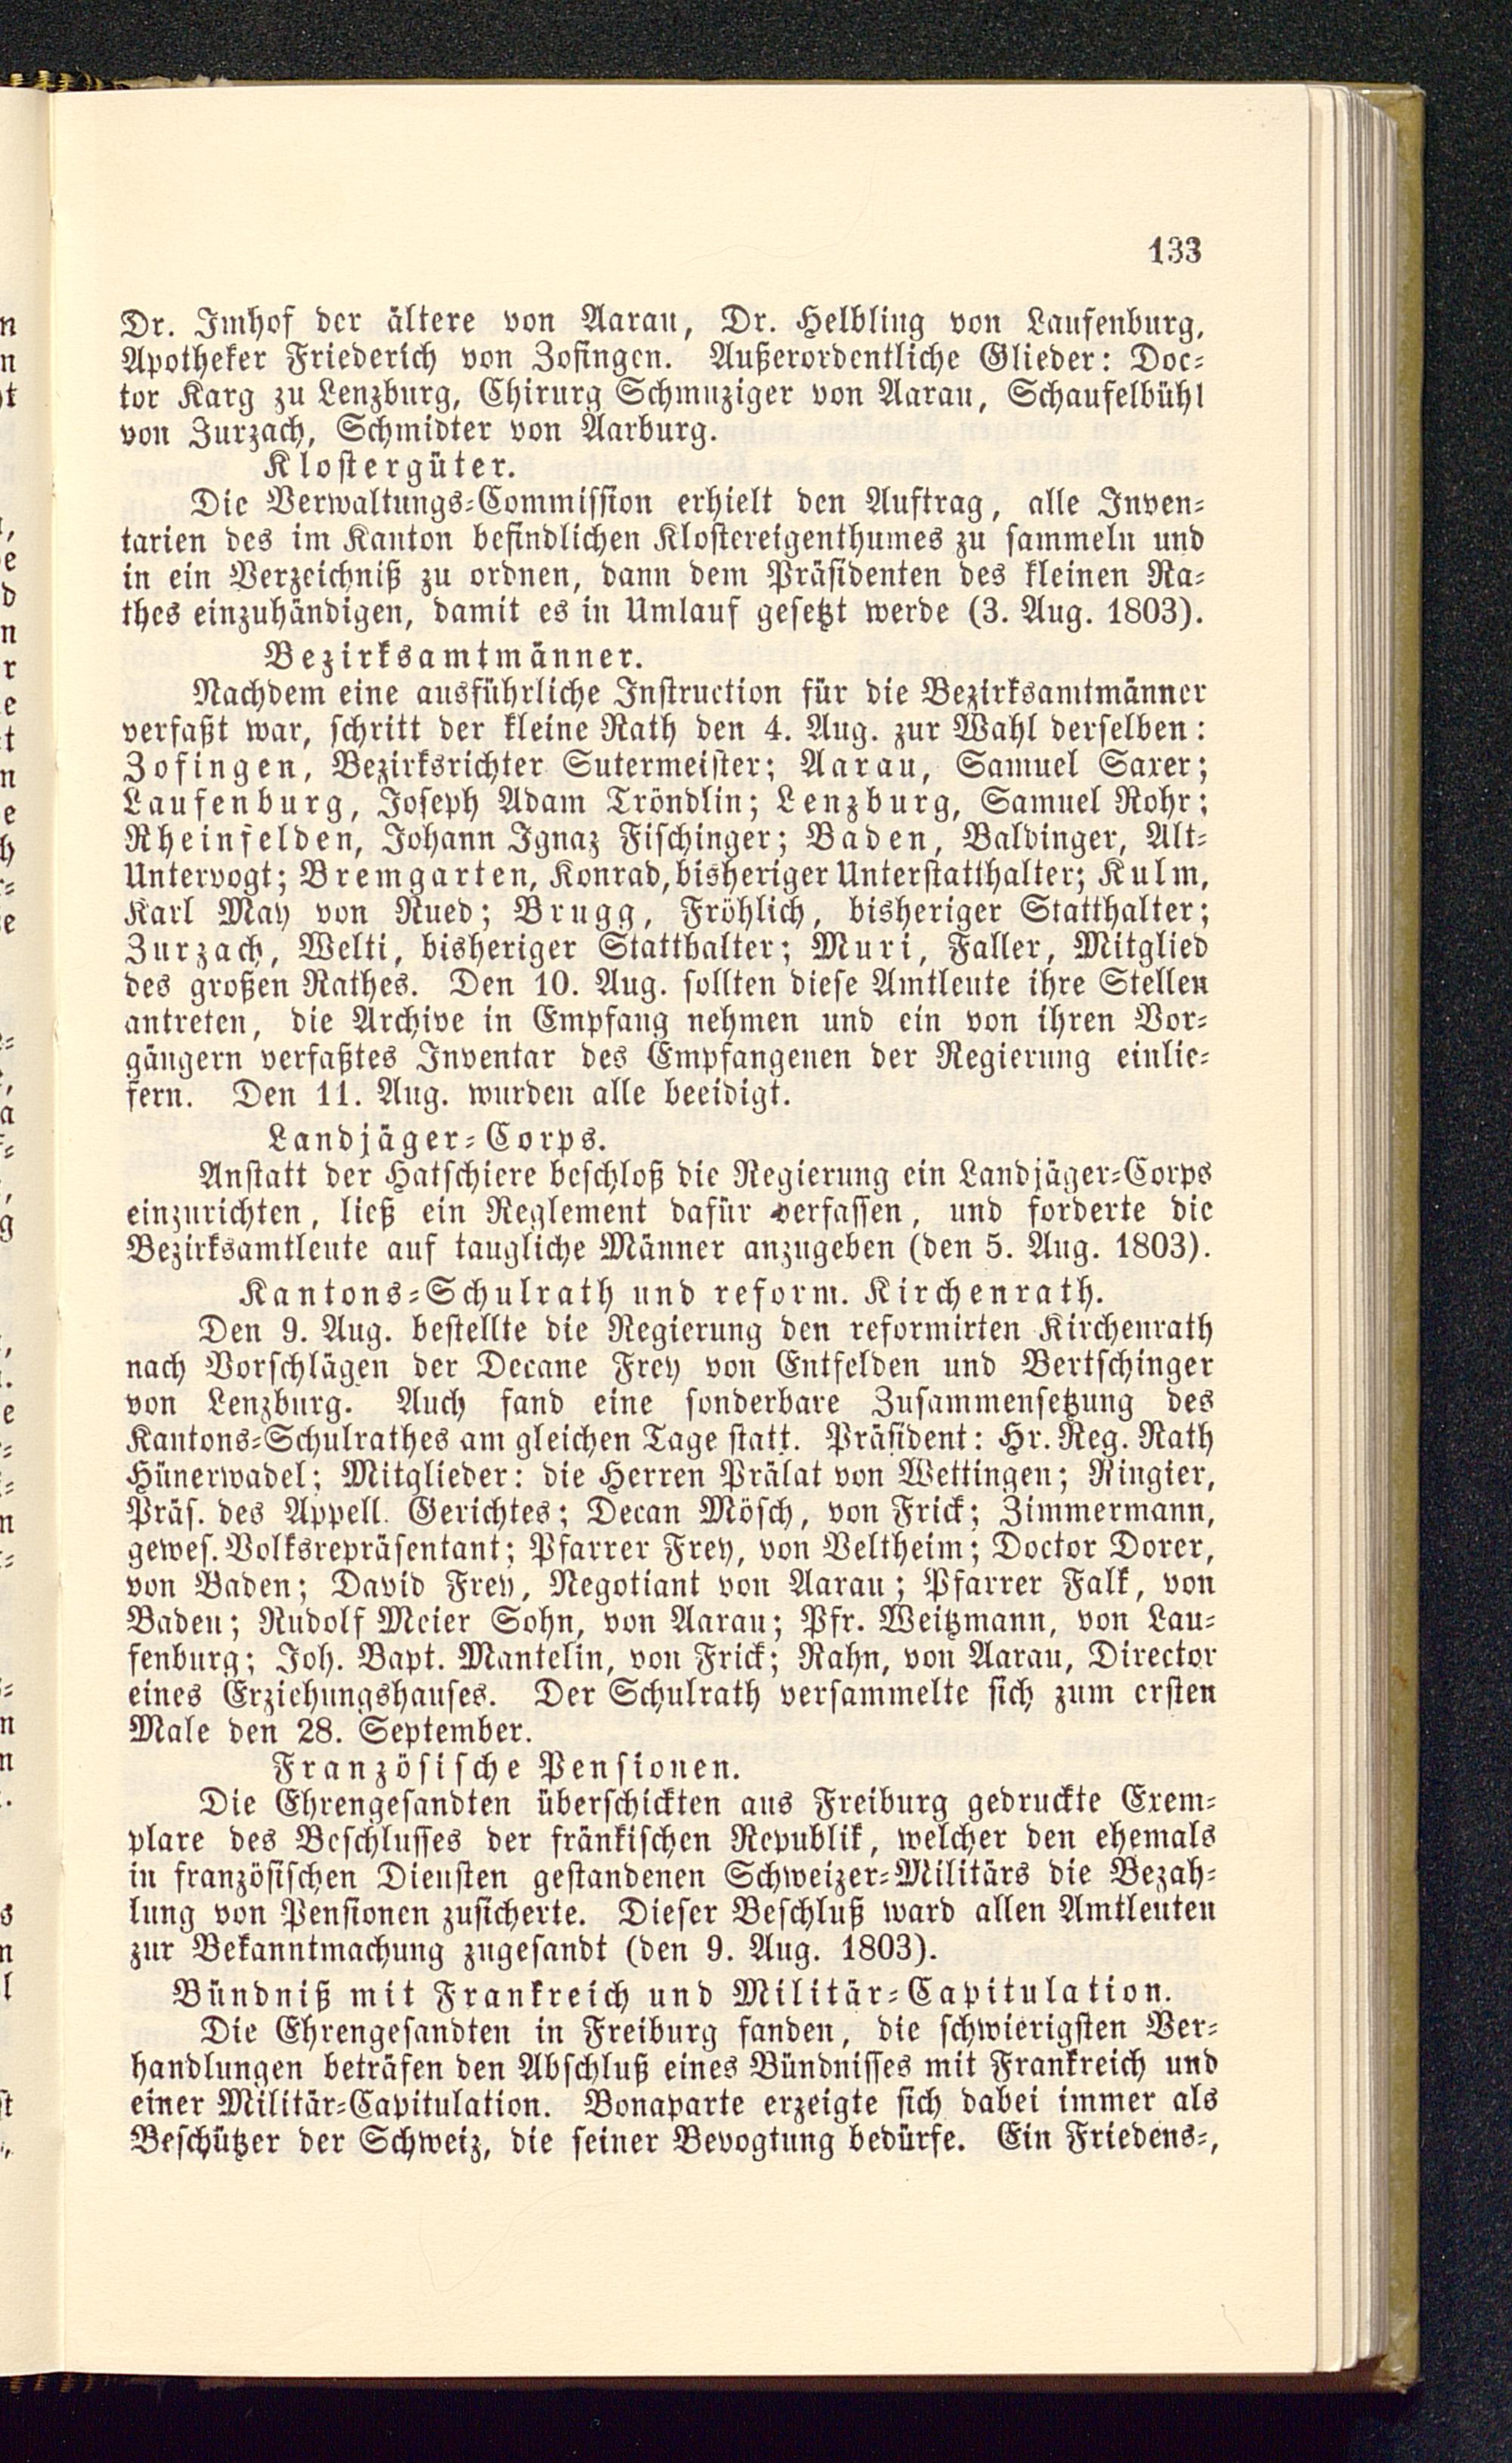 133
Dr. Imhof der ältere von Aarau, Dr. Helbling von Laufenburg,
Apotheker Friederich von Zofingen. Außerordentliche Glieder: Doc-
tor Karg zu Lenzburg, Chirurg Schmuziger von Aarau, Schaufelbühl
von Zurzach, Schmidter von Aarburg.
Klostergüter.
Die Verwaltungs-Commission erhielt den Auftrag, alle Inven-
tarien des im Kanton befindlichen Klostereigenthumes zu sammeln und
in ein Verzeichniß zu ordnen, dann dem Präsidenten des kleinen Ra-
thes einzuhändigen, damit es in Umlauf gesetzt werde (3. Aug. 1803).
Bezirksamtmänner.
Nachdem eine ausführliche Instruction für die Bezirksamtmänner
verfaßt war, schritt der kleine Rath den 4. Aug. zur Wahl derselben:
Zofingen, Bezirksrichter Sutermeister; Aarau, Samuel Saxer;
Laufenburg, Joseph Adam Tröndlin; Lenzburg, Samuel Rohr;
Rheinfelden, Johann Ignaz Fischinger; Baden, Baldinger, Alt-
Untervogt; Bremgarten, Konrad, bisheriger Unterstatthalter; Kulm,
Karl May von Rued; Brugg, Fröhlich, bisheriger Statthalter;
Zurzach, Welti, bisheriger Statthalter; Muri, Faller, Mitglied
des großen Rathes. Den 10. Aug. sollten diese Amtleute ihre Stellen
antreten, die Archive in Empfang nehmen und ein von ihren Vor-
gängern verfaßtes Inventar des Empfangenen der Regierung einlie-
fern. Den 11. Aug. wurden alle beeidigt.
Landjäger-Corps.
Anstatt der Hatschiere beschloß die Regierung ein Landjäger-Corps
einzurichten, ließ ein Reglement dafür verfassen, und forderte die
Bezirksamtleute auf taugliche Männer anzugeben (den 5. Aug. 1803).
Kantons-Schulrath und reform. Kirchenrath.
Den 9. Aug. bestellte die Regierung den reformirten Kirchenrath
nach Vorschlägen der Decane Frey von Entfelden und Bertschinger
von Lenzburg. Auch fand eine sonderbare Zusammensetzung des
Kantons-Schulrathes am gleichen Tage statt. Präsident: Hr. Reg. Rath
Hünerwadel; Mitglieder: die Herren Prälat von Wettingen; Ringier,
Präs. des Appell. Gerichtes; Decan Mösch, von Frick; Zimmermann,
gewes. Volksrepräsentant; Pfarrer Frey, von Veltheim; Doctor Dorer,
von Baden; David Frey, Negotiant von Aarau; Pfarrer Falk, von
Baden; Rudolf Meier Sohn, von Aarau; Pfr. Weitzmann, von Lau-
fenburg; Joh. Bapt. Mantelin, von Frick; Rahn, von Aarau, Director
eines Erziehungshauses. Der Schulrath versammelte sich zum ersten
Male den 28. September.
Französische Pensionen.
Die Ehrengesandten überschickten aus Freiburg gedruckte Exem-
plare des Beschlusses der fränkischen Republik, welcher den ehemals
in französischen Diensten gestandenen Schweizer-Militärs die Bezah-
lung von Pensionen zusicherte. Dieser Beschluß ward allen Amtleuten
zur Bekanntmachung zugesandt (den 9. Aug. 1803).
Bündniß mit Frankreich und Militär-Capitulation.
Die Ehrengesandten in Freiburg fanden, die schwierigsten Ver-
handlungen beträfen den Abschluß eines Bündnisses mit Frankreich und
einer Militär-Capitulation. Bonaparte erzeigte sich dabei immer als
Beschützer der Schweiz, die seiner Bevogtung bedürfe. Ein Friedens-,